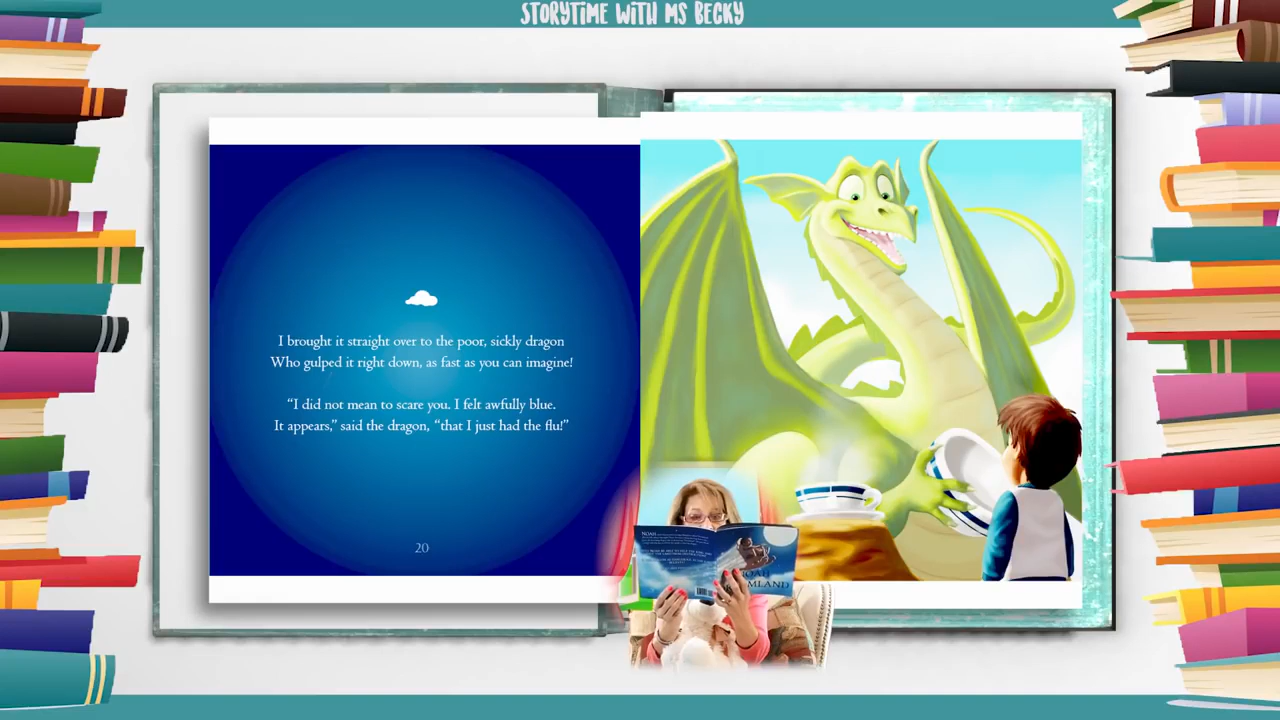 STORYTIME WITH MS BECKY
I brought it straight over to the poor, sickly dragon
Who gulped it right down, as fast as you can imagine!
“I did not mean to scare you. I felt awfully blue.
It appears,” said the dragon, “that I just had the flu!”
20
NOAH